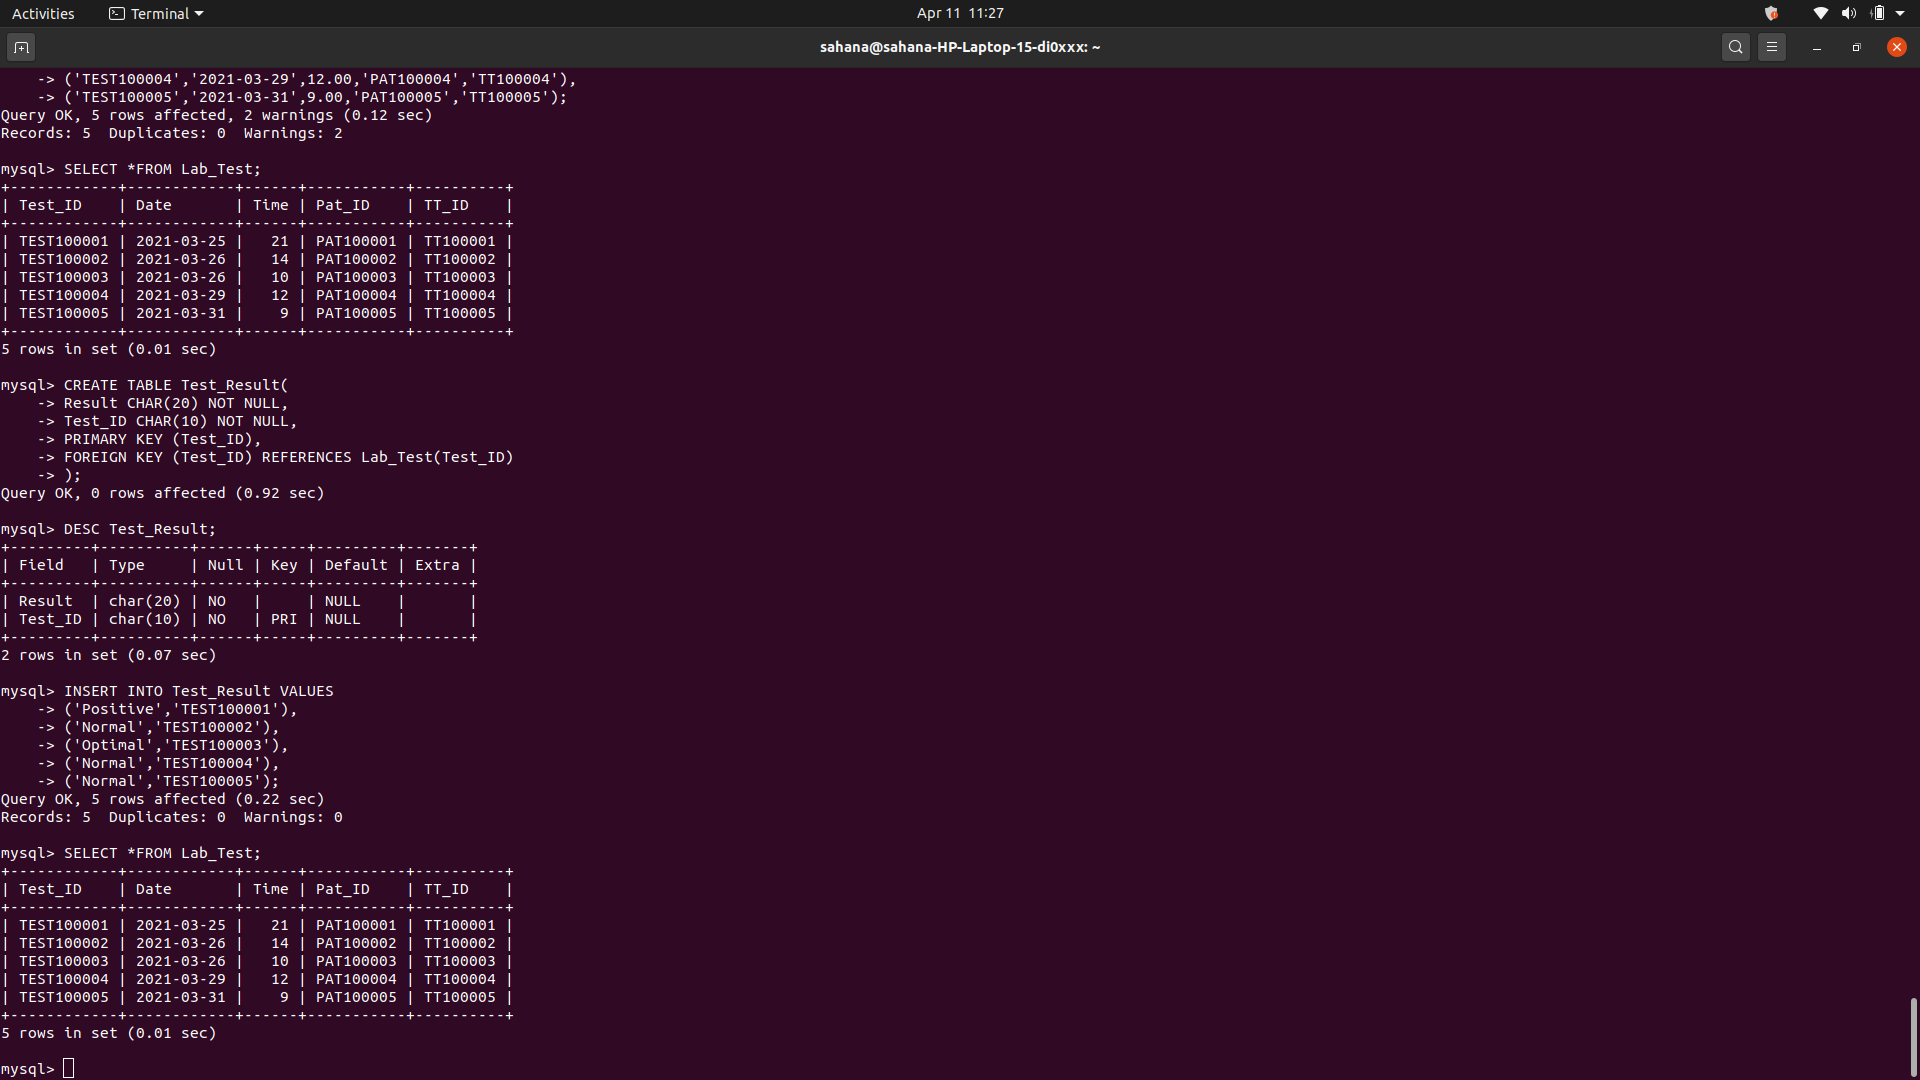 Activities Terminal Apr 11 11:27
sahana@sahana-HP-Laptop-15-di0xxx: ~
    -> ('TEST100004','2021-03-29',12.00,'PAT100004','TT100004'),
    -> ('TEST100005','2021-03-31',9.00,'PAT100005','TT100005');
Query OK, 5 rows affected, 2 warnings (0.12 sec)
Records: 5  Duplicates: 0  Warnings: 2
mysql> SELECT *FROM Lab_Test;
+------------+------------+------+-----------+----------+
| Test_ID    | Date       | Time | Pat_ID    | TT_ID    |
+------------+------------+------+-----------+----------+
| TEST100001 | 2021-03-25 |   21 | PAT100001 | TT100001 |
| TEST100002 | 2021-03-26 |   14 | PAT100002 | TT100002 |
| TEST100003 | 2021-03-26 |   10 | PAT100003 | TT100003 |
| TEST100004 | 2021-03-29 |   12 | PAT100004 | TT100004 |
| TEST100005 | 2021-03-31 |    9 | PAT100005 | TT100005 |
+------------+------------+------+-----------+----------+
5 rows in set (0.01 sec)
mysql> CREATE TABLE Test_Result(
    -> Result CHAR(20) NOT NULL,
    -> Test_ID CHAR(10) NOT NULL,
    -> PRIMARY KEY (Test_ID),
    -> FOREIGN KEY (Test_ID) REFERENCES Lab_Test(Test_ID)
    -> );
Query OK, 0 rows affected (0.92 sec)
mysql> DESC Test_Result;
+---------+----------+------+-----+---------+-------+
| Field   | Type     | Null | Key | Default | Extra |
+---------+----------+------+-----+---------+-------+
| Result  | char(20) | NO   |     | NULL    |       |
| Test_ID | char(10) | NO   | PRI | NULL    |       |
+---------+----------+------+-----+---------+-------+
2 rows in set (0.07 sec)
mysql> INSERT INTO Test_Result VALUES
    -> ('Positive','TEST100001'),
    -> ('Normal','TEST100002'),
    -> ('Optimal','TEST100003'),
    -> ('Normal','TEST100004'),
    -> ('Normal','TEST100005');
Query OK, 5 rows affected (0.22 sec)
Records: 5  Duplicates: 0  Warnings: 0
mysql> SELECT *FROM Lab_Test;
+------------+------------+------+-----------+----------+
| Test_ID    | Date       | Time | Pat_ID    | TT_ID    |
+------------+------------+------+-----------+----------+
| TEST100001 | 2021-03-25 |   21 | PAT100001 | TT100001 |
| TEST100002 | 2021-03-26 |   14 | PAT100002 | TT100002 |
| TEST100003 | 2021-03-26 |   10 | PAT100003 | TT100003 |
| TEST100004 | 2021-03-29 |   12 | PAT100004 | TT100004 |
| TEST100005 | 2021-03-31 |    9 | PAT100005 | TT100005 |
+------------+------------+------+-----------+----------+
5 rows in set (0.01 sec)
mysql>